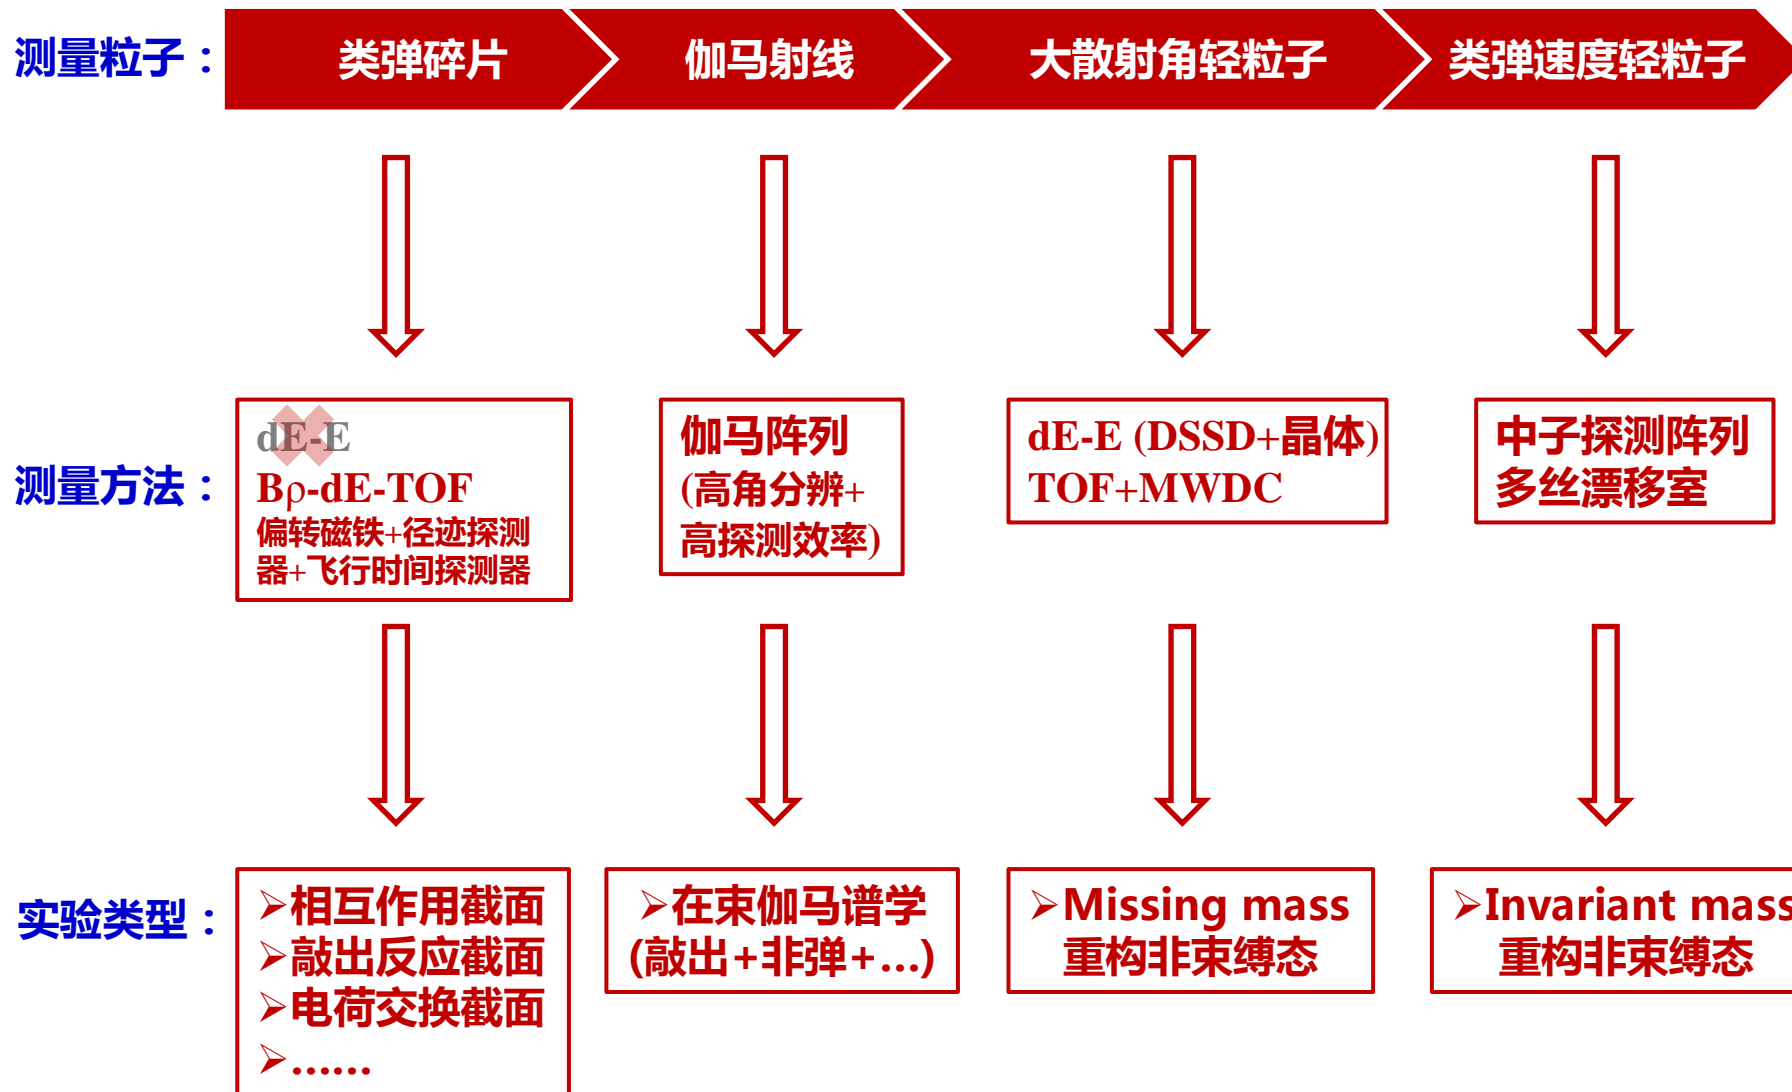 测量粒子：
类弹碎片
伽马射线
大散射角轻粒子
类弹速度轻粒子
测量方法：
dE-E
Bρ-dE-TOF
偏转磁铁+径迹探测
器+飞行时间探测器
伽马阵列
(高角分辨+
高探测效率)
dE-E (DSSD+晶体)
TOF+MWDC
中子探测阵列
多丝漂移室
实验类型：
➢相互作用截面
➢敲出反应截面
➢电荷交换截面
➢......
➢在束伽马谱学
(敲出+非弹+...)
➢Missing mass
重构非束缚态
➢Invariant mass
重构非束缚态